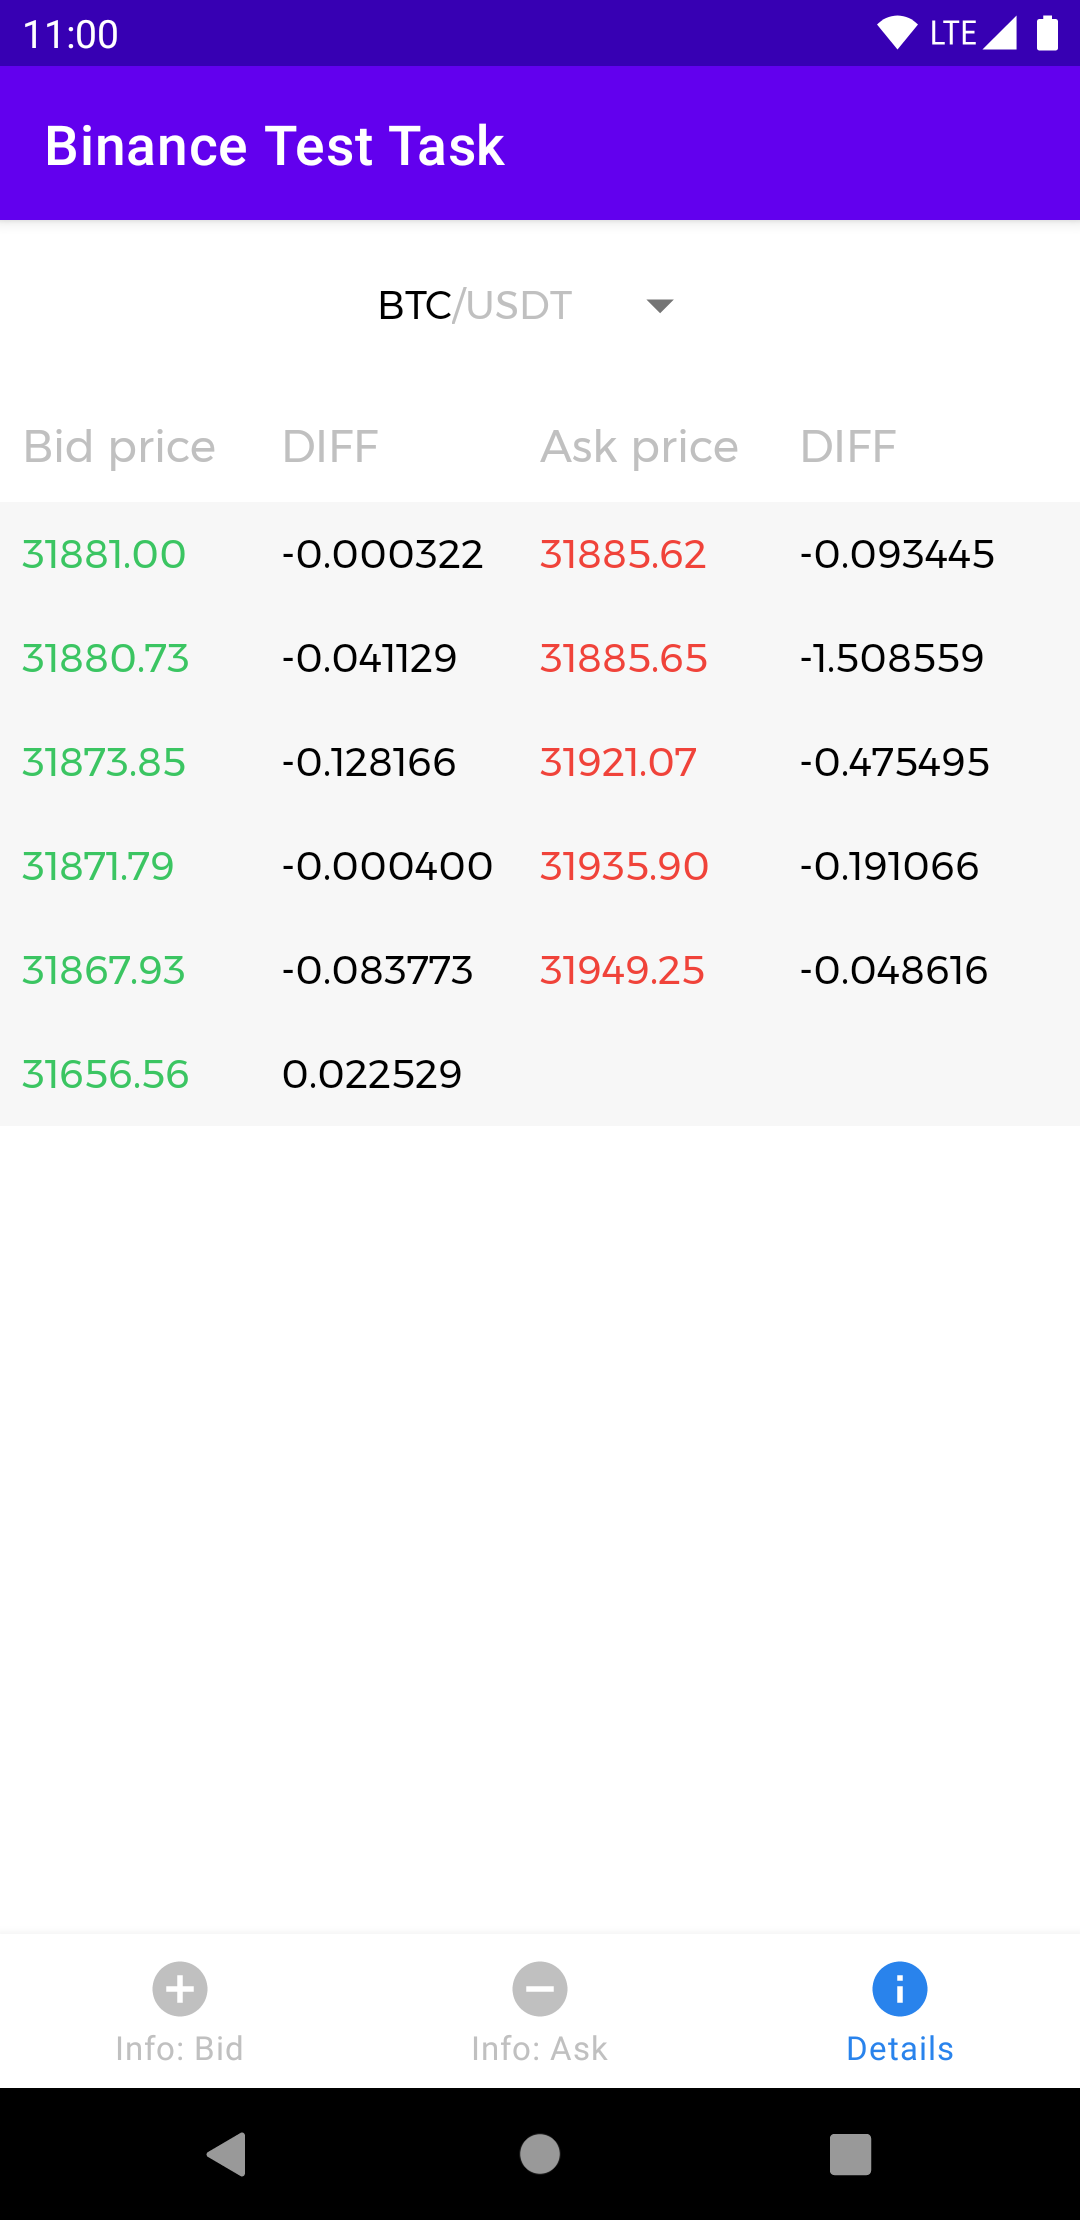 11:00 LTE
Binance Test Task
BTC/USDT
Bid price DIFF Ask price DIFF
31881.00 -0.000322 31885.62 -0.093445
31880.73 -0.041129 31885.65 -1.508559
31873.85 -0.128166 31921.07 -0.475495
31871.79 -0.000400 31935.90 -0.191066
31867.93 -0.083773 31949.25 -0.048616
31656.56 0.022529
Info: Bid Info: Ask Details